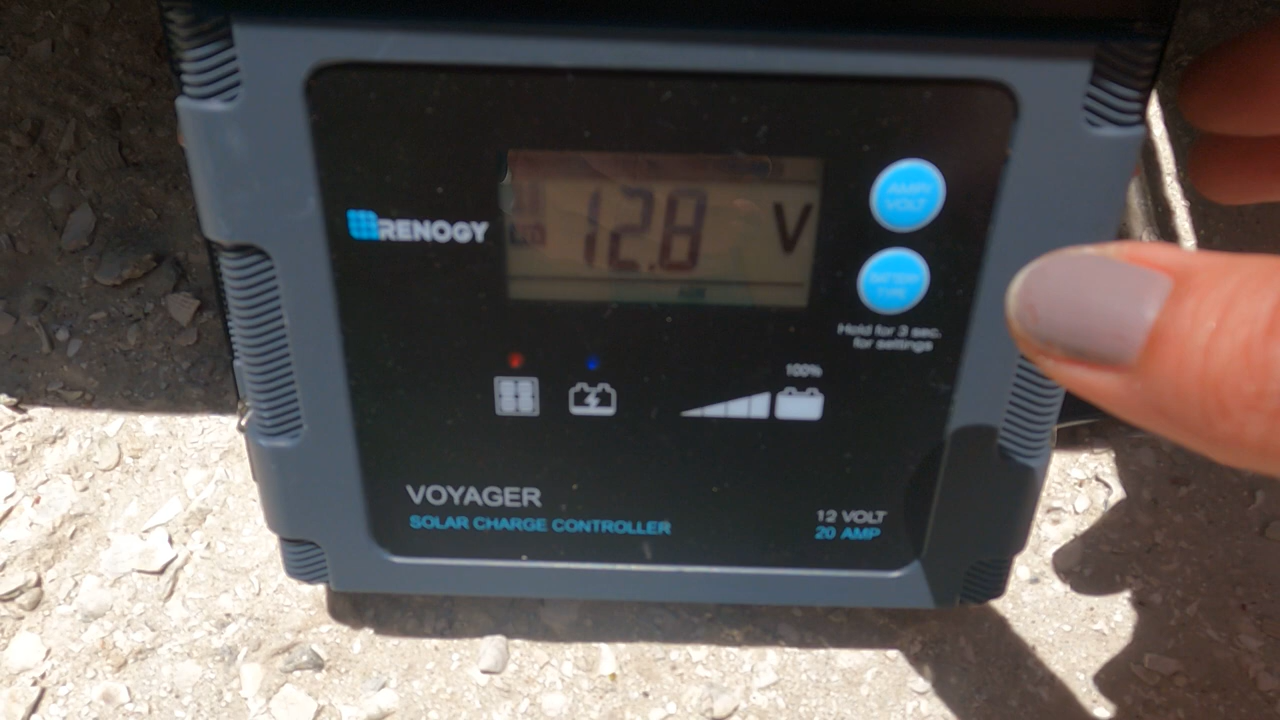 RENOGY
12.8 V
AMP/
VOLT
BATTERY
TYPE
Hold for 3 sec.
for settings
100%
VOYAGER
SOLAR CHARGE CONTROLLER
12 VOLT
20 AMP